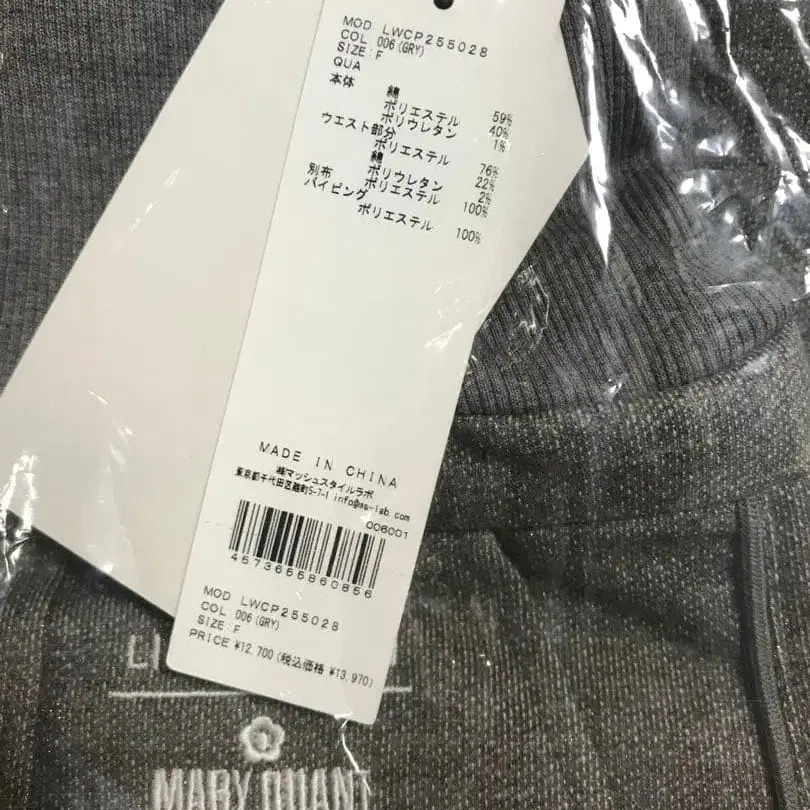 MOD LWCP255028
COL 006(GRY)
SIZE: F
QUA
本体 綿 59%
ポリエステル 40%
ポリウレタン 1%
ウエスト部分
ポリエステル 76%
綿 22%
ポリウレタン 2%
別布 ポリエステル 100%
パイピング
ポリエステル 100%
MADE IN CHINA
㈱マッシュスタイルラボ
東京都千代田区麹町5-7-1 info@ms-lab.com
006001
4573655860856
MOD LWCP255028
COL 006(GRY)
SIZE: F
PRICE ¥12,700(税込価格 ¥13,970)
MARY QUANT